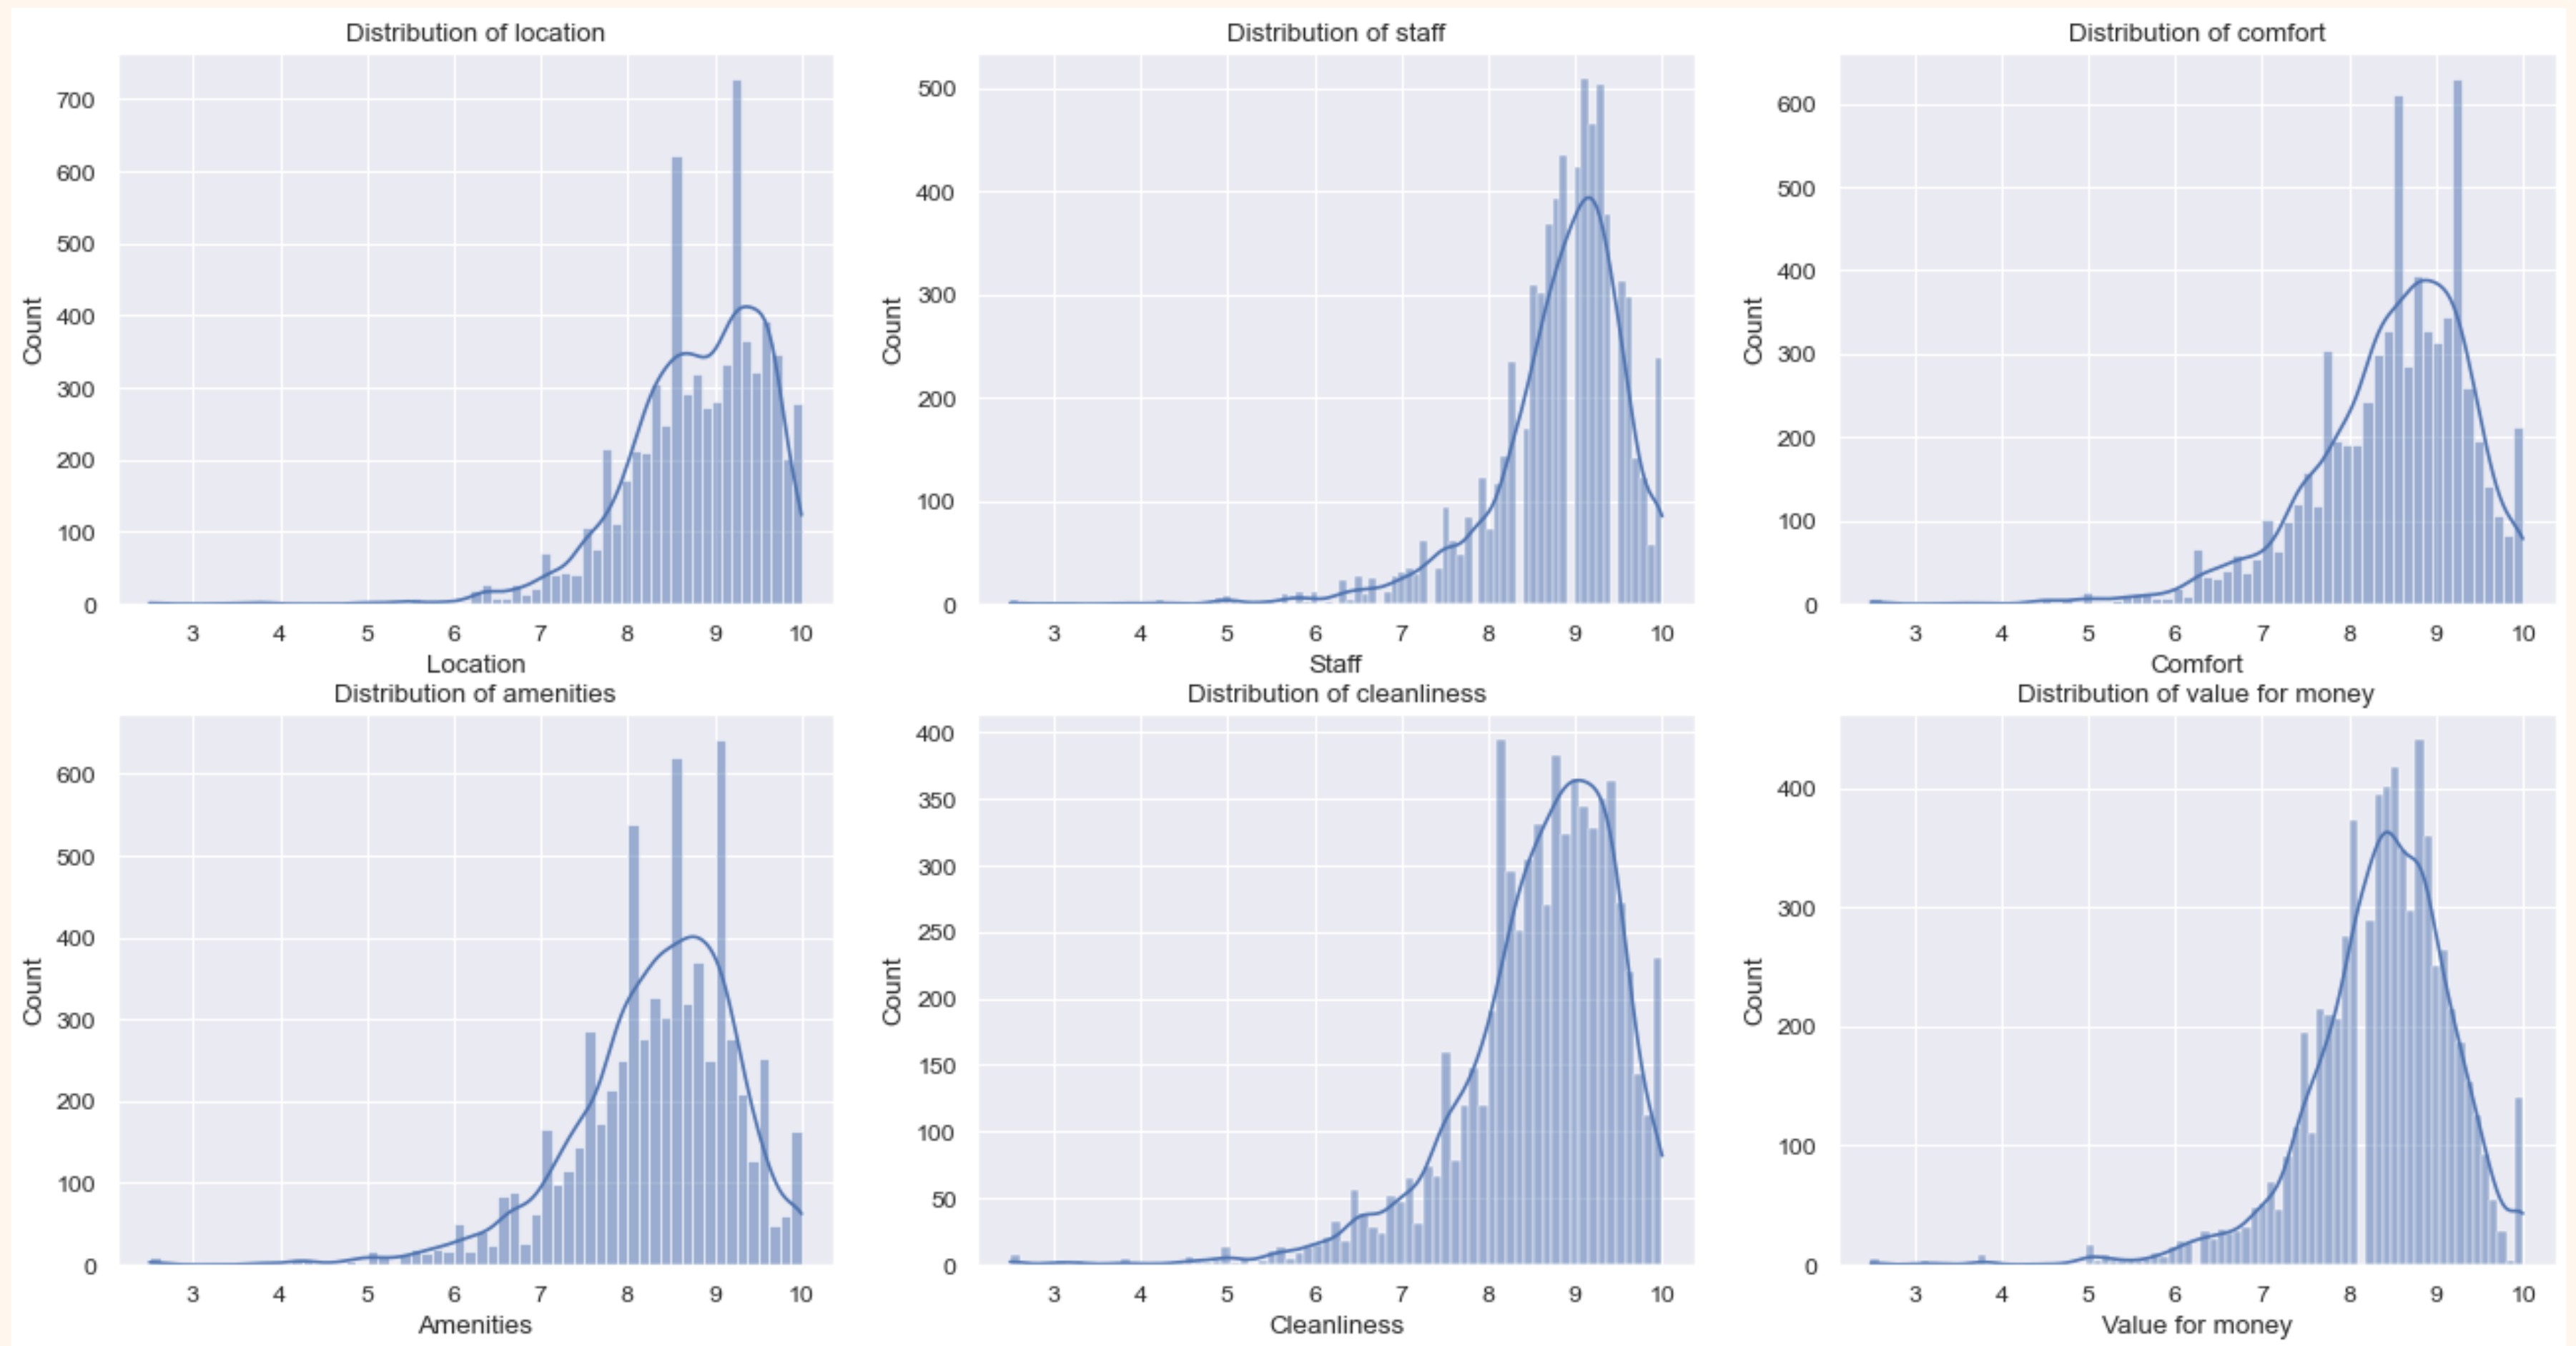 Distribution of location
Count
700
600
500
400
300
200
100
0
3 4 5 6 7 8 9 10
Location
Distribution of staff
Count
500
400
300
200
100
0
3 4 5 6 7 8 9 10
Staff
Distribution of comfort
Count
600
500
400
300
200
100
0
3 4 5 6 7 8 9 10
Comfort
Distribution of amenities
Count
600
500
400
300
200
100
0
3 4 5 6 7 8 9 10
Amenities
Distribution of cleanliness
Count
400
350
300
250
200
150
100
50
0
3 4 5 6 7 8 9 10
Cleanliness
Distribution of value for money
Count
400
300
200
100
0
3 4 5 6 7 8 9 10
Value for money